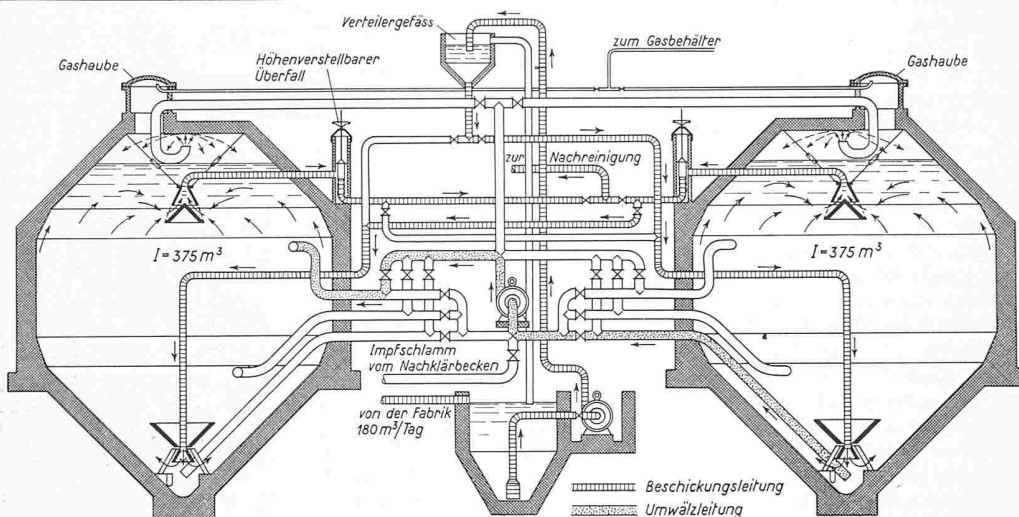 Verteilergefäss
zum Gasbehälter
Gashaube
Höhenverstellbarer
Überfall
Gashaube
zur Nachreinigung
I = 375 m³
I = 375 m³
Impfschlamm
vom Nachklärbecken
von der Fabrik
180 m³/Tag
Beschickungsleitung
Umwälzleitung